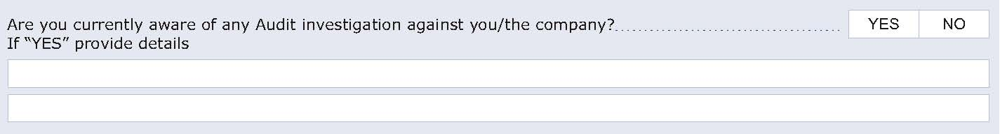 Are you currently aware of any Audit investigation against you/the company?...................................... YES NO
If “YES” provide details